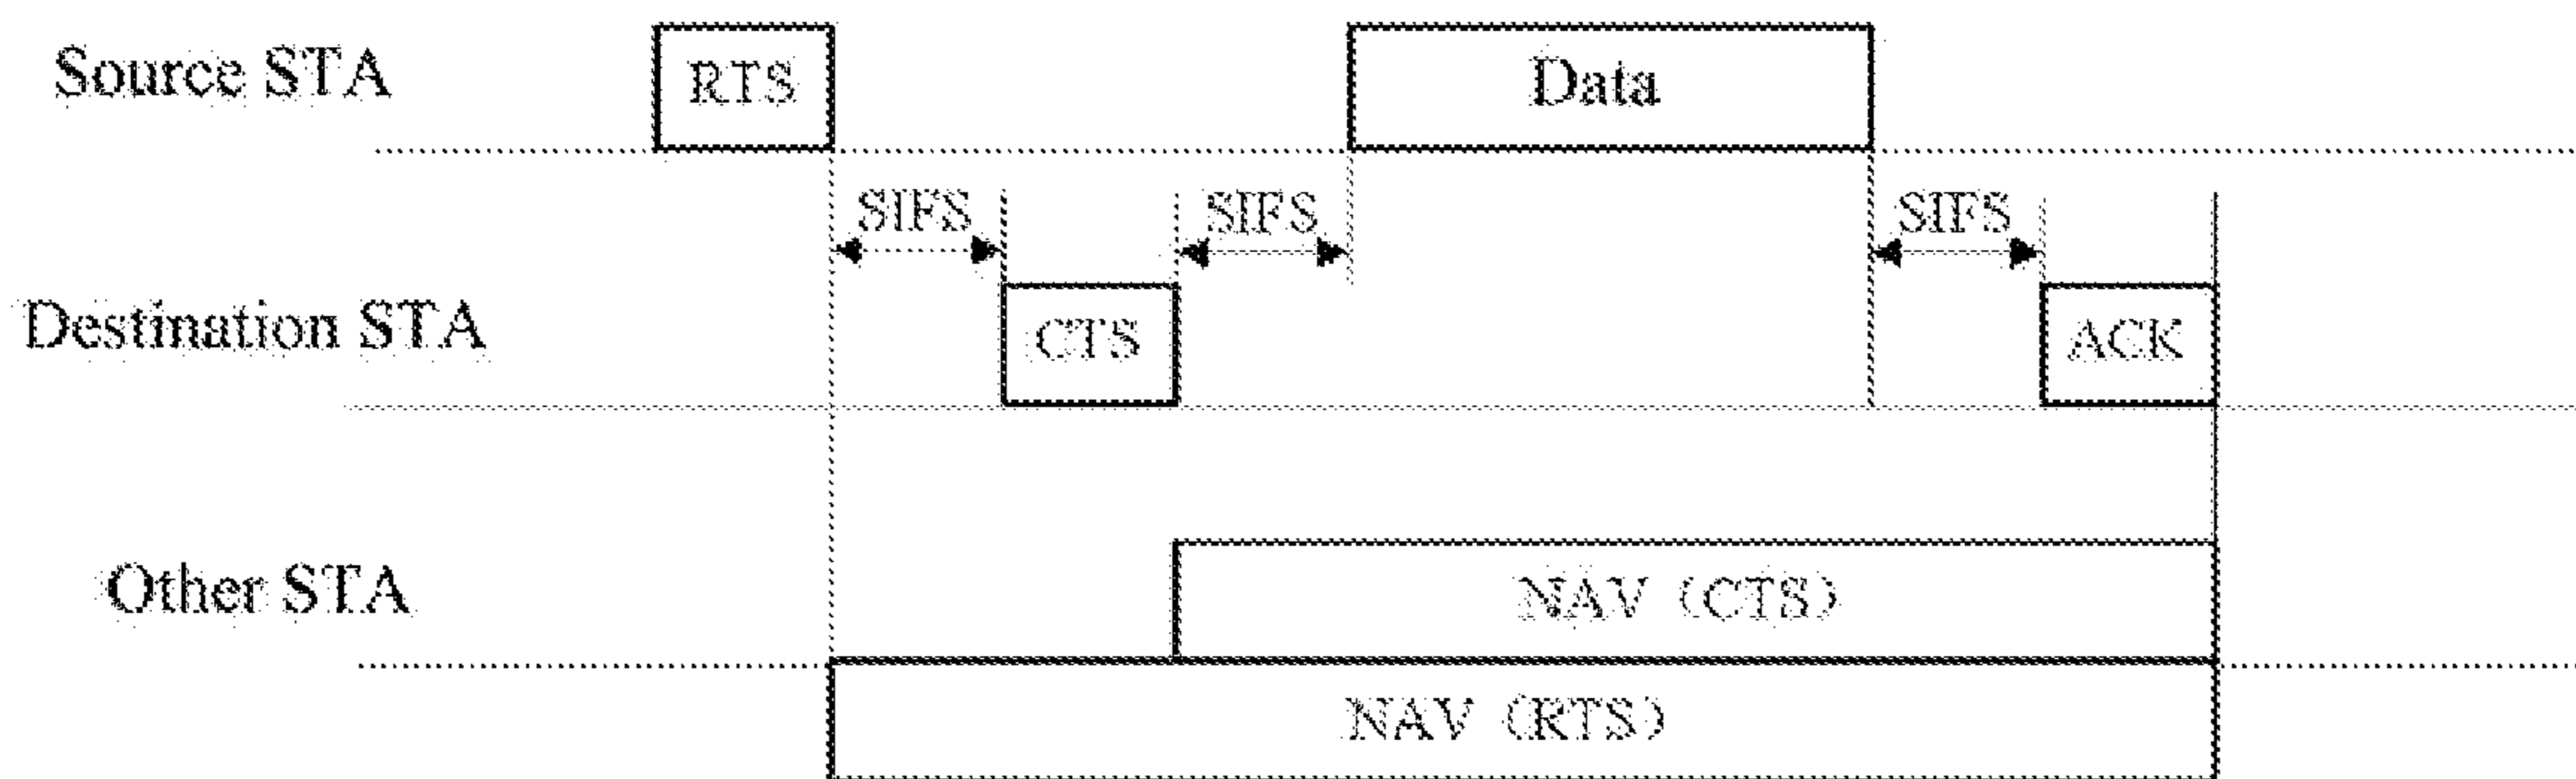 Source STA
RTS
Data
SIFS
SIFS
SIFS
Destination STA
CTS
ACK
Other STA
NAV (CTS)
NAV (RTS)